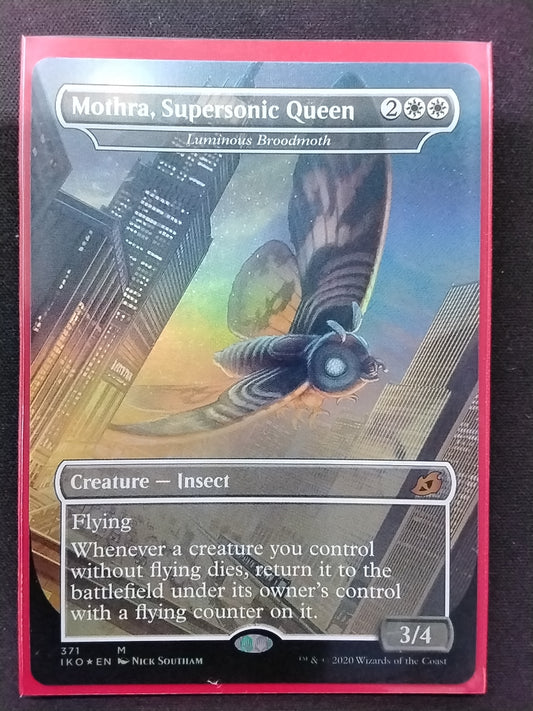 Mothra, Supersonic Queen 2
Luminous Broodmoth
Creature — Insect
Flying
Whenever a creature you control
without flying dies, return it to the
battlefield under its owner's control
with a flying counter on it.
3/4
371 M
IKO★EN Nick Southam
™ & © 2020 Wizards of the Coast